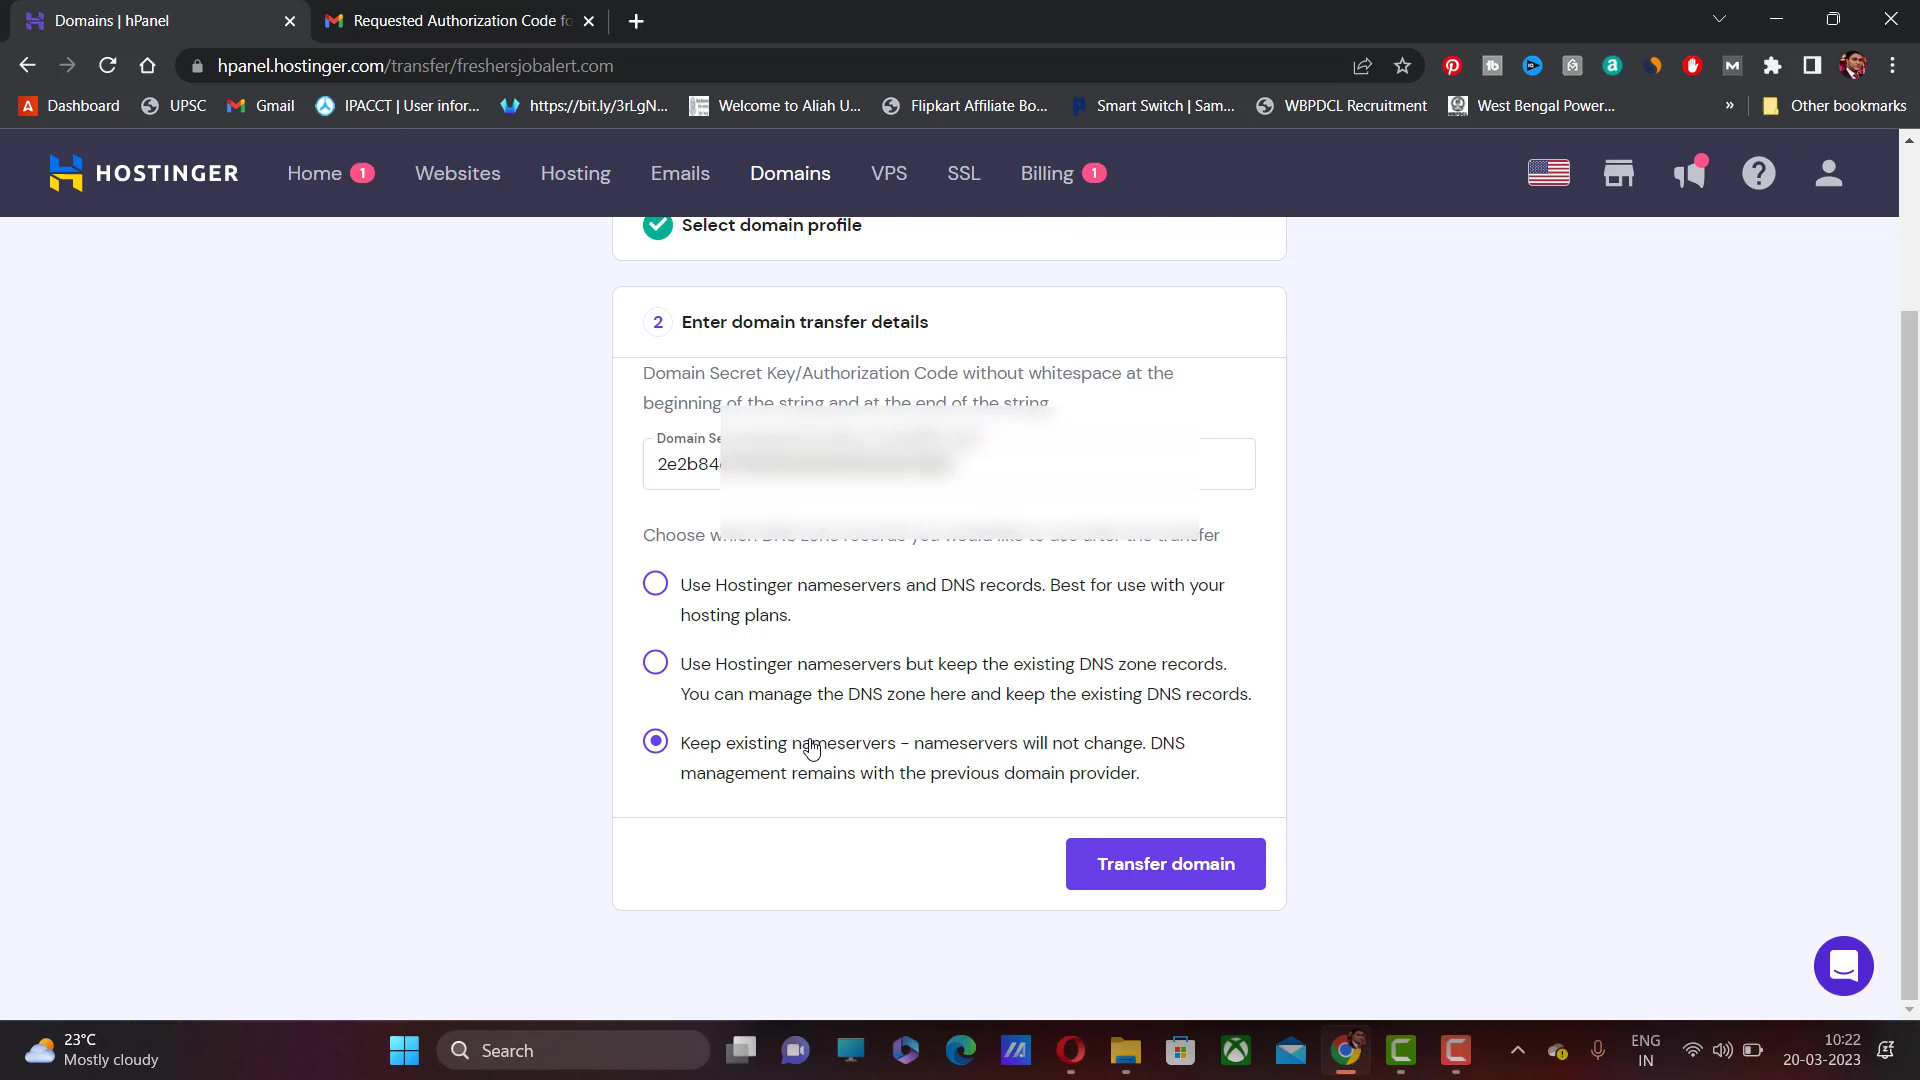 Domains | hPanel
Requested Authorization Code fo
hpanel.hostinger.com/transfer/freshersjobalert.com
Dashboard UPSC Gmail IPACCT | User infor... https://bit.ly/3rLgN... Welcome to Aliah U... Flipkart Affiliate Bo... Smart Switch | Sam... WBPDCL Recruitment West Bengal Power... » Other bookmarks
HOSTINGER Home 1 Websites Hosting Emails Domains VPS SSL Billing 1
Select domain profile
2 Enter domain transfer details
Domain Secret Key/Authorization Code without whitespace at the
beginning of the string and at the end of the string
Domain Se
2e2b84
Choose which DNS zone records you would like to use after the transfer
Use Hostinger nameservers and DNS records. Best for use with your
hosting plans.
Use Hostinger nameservers but keep the existing DNS zone records.
You can manage the DNS zone here and keep the existing DNS records.
Keep existing nameservers - nameservers will not change. DNS
management remains with the previous domain provider.
Transfer domain
23°C
Mostly cloudy
Search
ENG
IN
10:22
20-03-2023